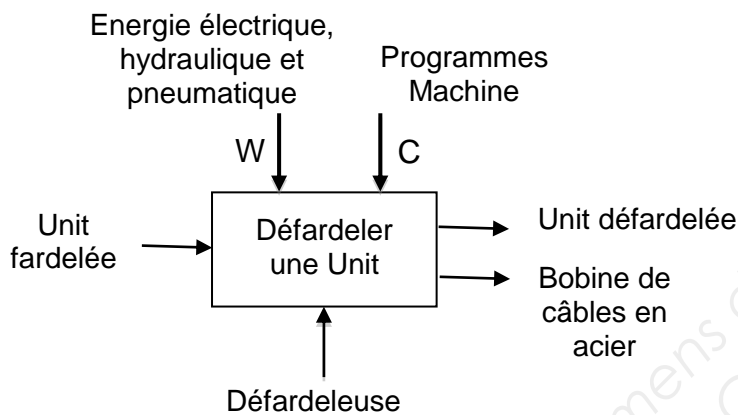 Energie électrique,
hydraulique et
pneumatique
Programmes
Machine
W
C
Unit
fardelée
Défardeler
une Unit
Unit défardelée
Bobine de
câbles en
acier
Défardeleuse